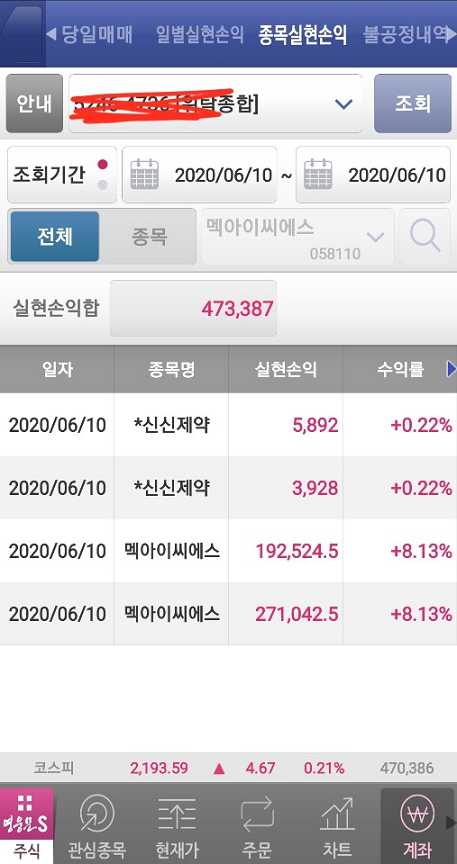 당일매매 일별실현손익 종목실현손익 불공정내역
안내 [위탁종합] 조회
조회기간 2020/06/10 ~ 2020/06/10
전체 종목 멕아이씨에스
058110
실현손익합 473,387
일자 종목명 실현손익 수익률
2020/06/10 *신신제약 5,892 +0.22%
2020/06/10 *신신제약 3,928 +0.22%
2020/06/10 멕아이씨에스 192,524.5 +8.13%
2020/06/10 멕아이씨에스 271,042.5 +8.13%
코스피 2,193.59 ▲ 4.67 0.21% 470,386
영웅문S
주식 관심종목 현재가 주문 차트 계좌